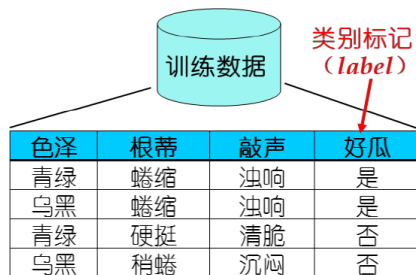 训练数据
类别标记
（label）
色泽 根蒂 敲声 好瓜
青绿 蜷缩 浊响 是
乌黑 蜷缩 浊响 是
青绿 硬挺 清脆 否
乌黑 稍蜷 沉闷 否